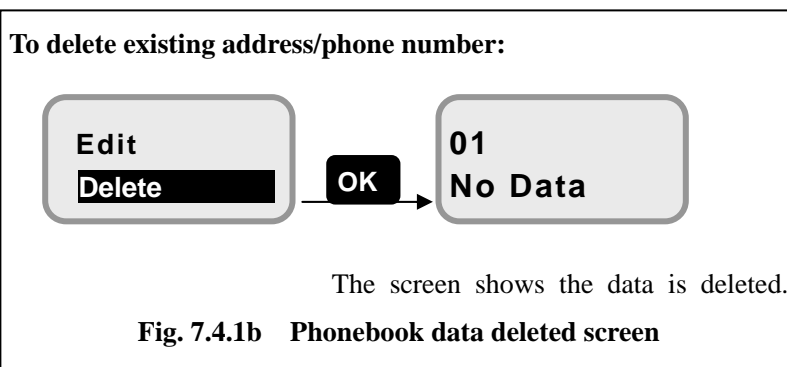 To delete existing address/phone number:
Edit
Delete
OK
01
No Data
The screen shows the data is deleted.
Fig. 7.4.1b Phonebook data deleted screen